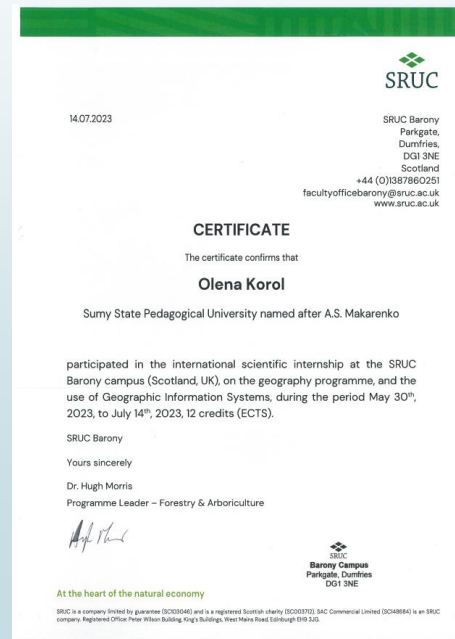 SRUC
14.07.2023
SRUC Barony
Parkgate,
Dumfries,
DG1 3NE
Scotland
+44 (0)1387860251
facultyofficebarony@sruc.ac.uk
www.sruc.ac.uk
CERTIFICATE
The certificate confirms that
Olena Korol
Sumy State Pedagogical University named after A.S. Makarenko
participated in the international scientific internship at the SRUC
Barony campus (Scotland, UK), on the geography programme, and the
use of Geographic Information Systems, during the period May 30th,
2023, to July 14th, 2023, 12 credits (ECTS).
SRUC Barony
Yours sincerely
Dr. Hugh Morris
Programme Leader – Forestry & Arboriculture
SRUC
Barony Campus
Parkgate, Dumfries
DG1 3NE
At the heart of the natural economy
SRUC is a company limited by guarantee (SC103046) and is a registered Scottish charity (SC003712). SAC Commercial Limited (SC148684) is an SRUC
company. Registered Office: Peter Wilson Building, King's Buildings, West Mains Road, Edinburgh EH9 3JG.